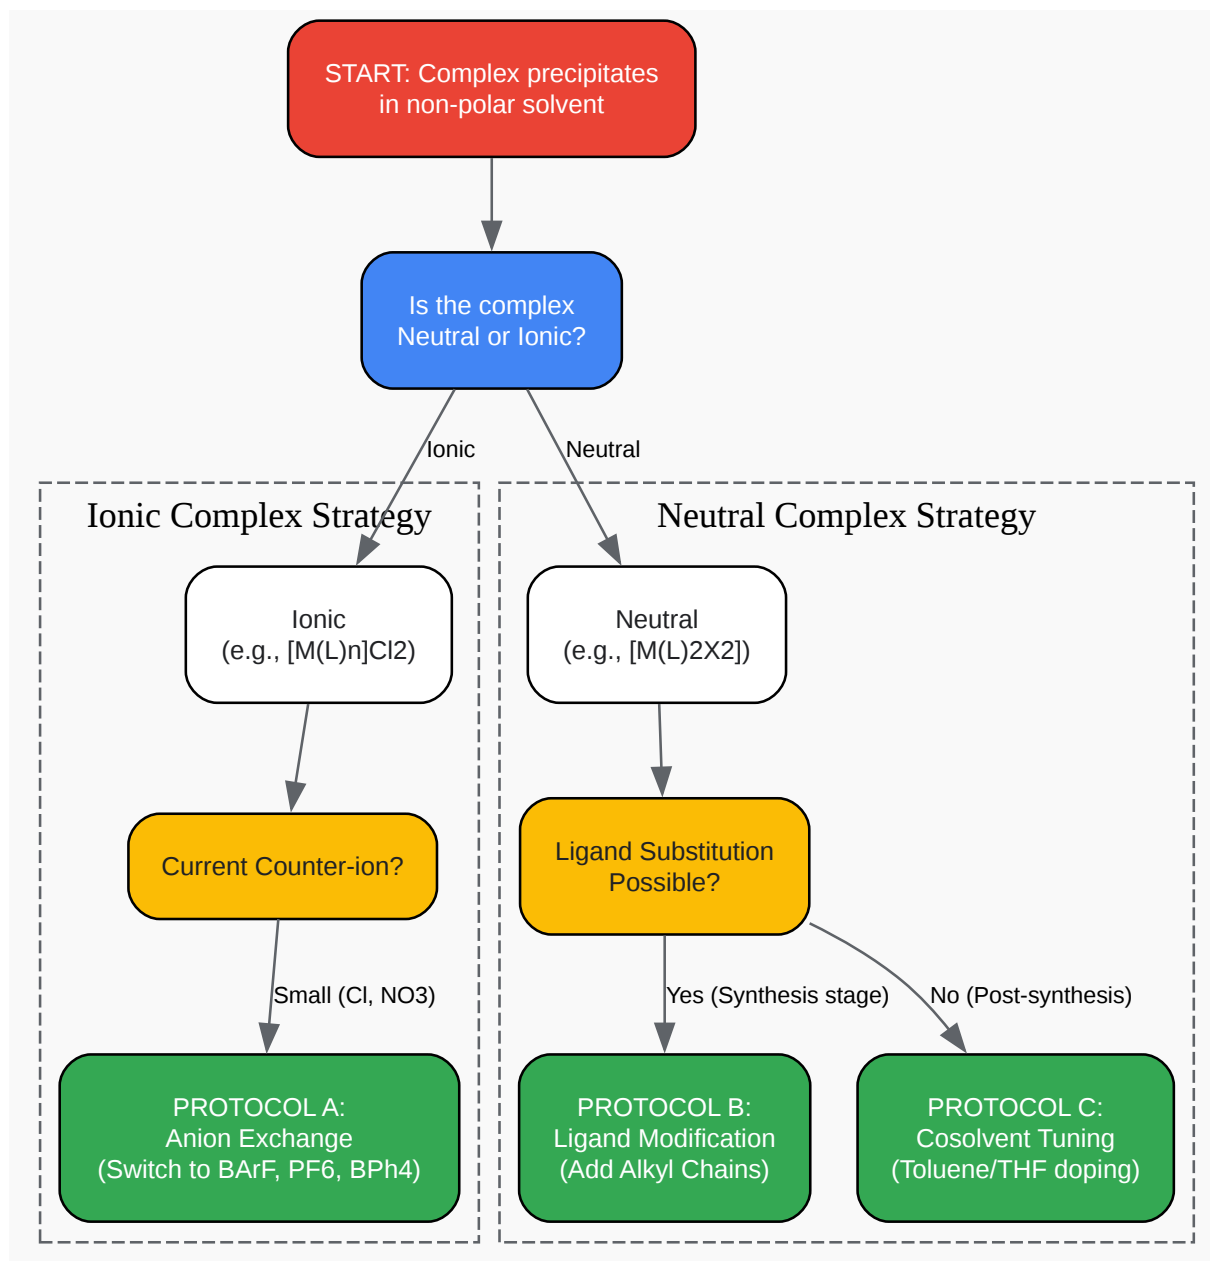 START: Complex precipitates
in non-polar solvent
Is the complex
Neutral or Ionic?
Ionic
Neutral
Ionic Complex Strategy
Neutral Complex Strategy
Ionic
(e.g., [M(L)n]Cl2)
Neutral
(e.g., [M(L)2X2])
Current Counter-ion?
Ligand Substitution
Possible?
Small (Cl, NO3)
Yes (Synthesis stage)
No (Post-synthesis)
PROTOCOL A:
Anion Exchange
(Switch to BArF, PF6, BPh4)
PROTOCOL B:
Ligand Modification
(Add Alkyl Chains)
PROTOCOL C:
Cosolvent Tuning
(Toluene/THF doping)